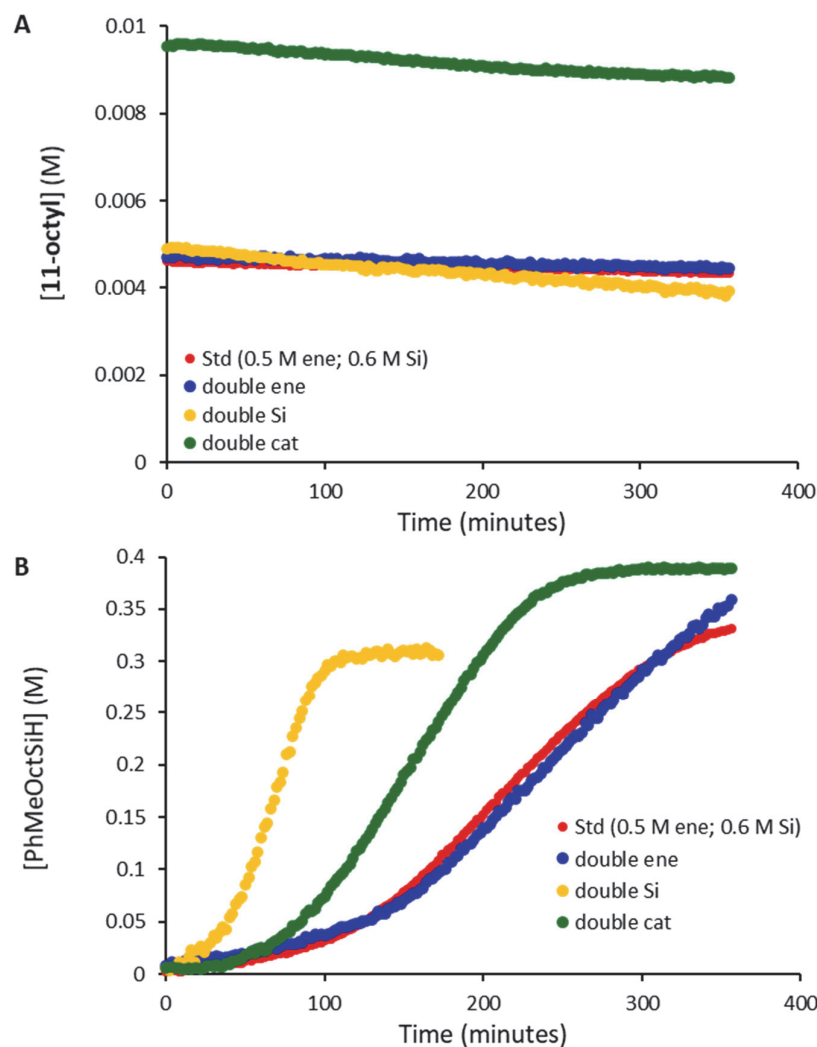 A
0.01
0.008
0.006
0.004
0.002
0
[11-octyl] (M)
Std (0.5 M ene; 0.6 M Si)
double ene
double Si
double cat
0 100 200 300 400
Time (minutes)
B
0.4
0.35
0.3
0.25
0.2
0.15
0.1
0.05
0
[PhMeOctSiH] (M)
Std (0.5 M ene; 0.6 M Si)
double ene
double Si
double cat
0 100 200 300 400
Time (minutes)